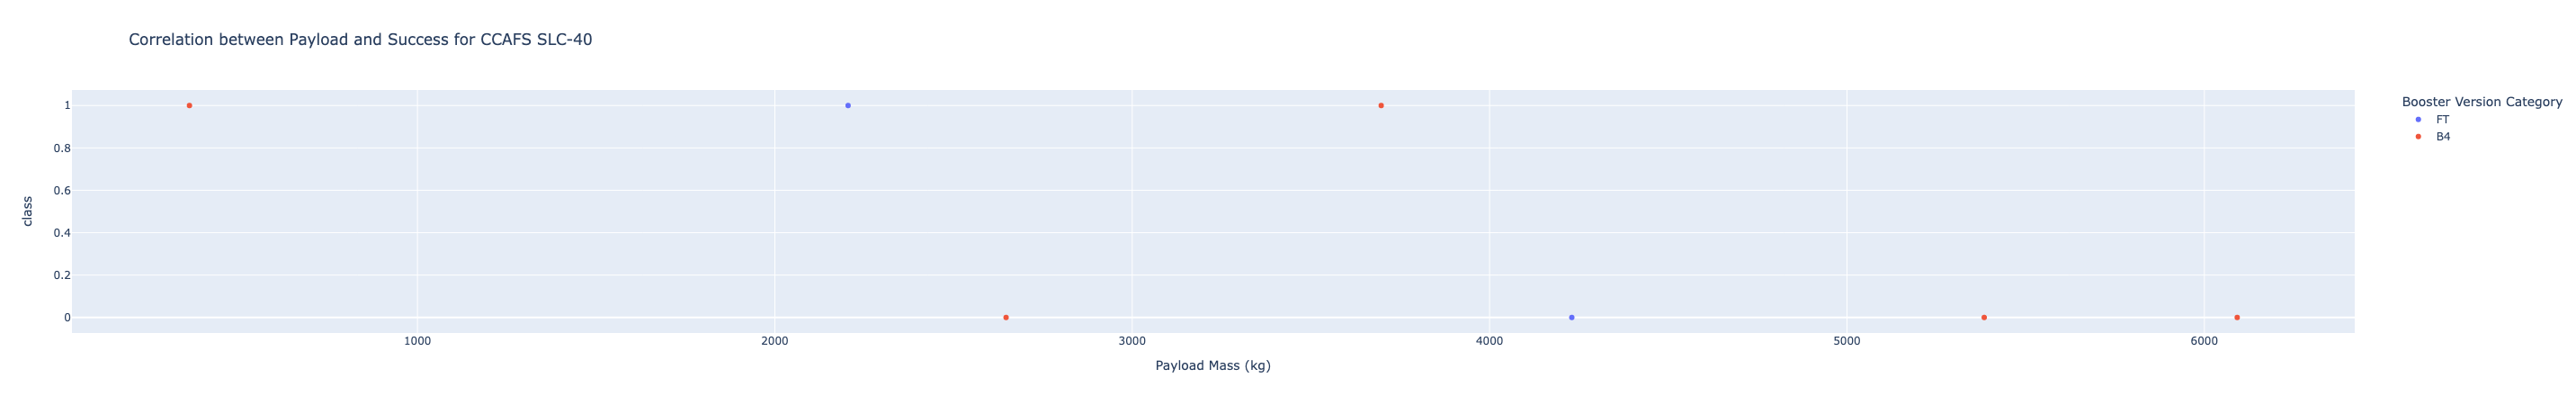 Correlation between Payload and Success for CCAFS SLC-40
1
0.8
0.6
0.4
0.2
0
class
1000 2000 3000 4000 5000 6000
Payload Mass (kg)
Booster Version Category
FT
B4